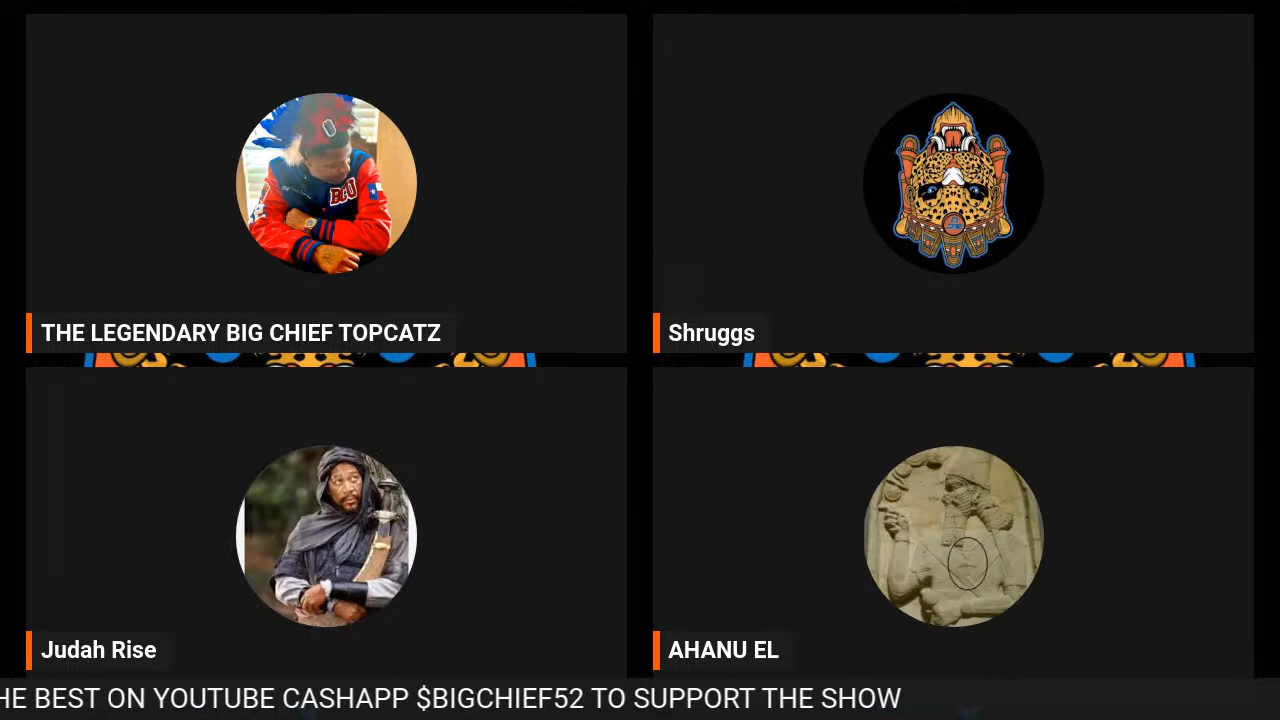 BCU
THE LEGENDARY BIG CHIEF TOPCATZ
Shruggs
Judah Rise
AHANU EL
HE BEST ON YOUTUBE CASHAPP $BIGCHIEF52 TO SUPPORT THE SHOW